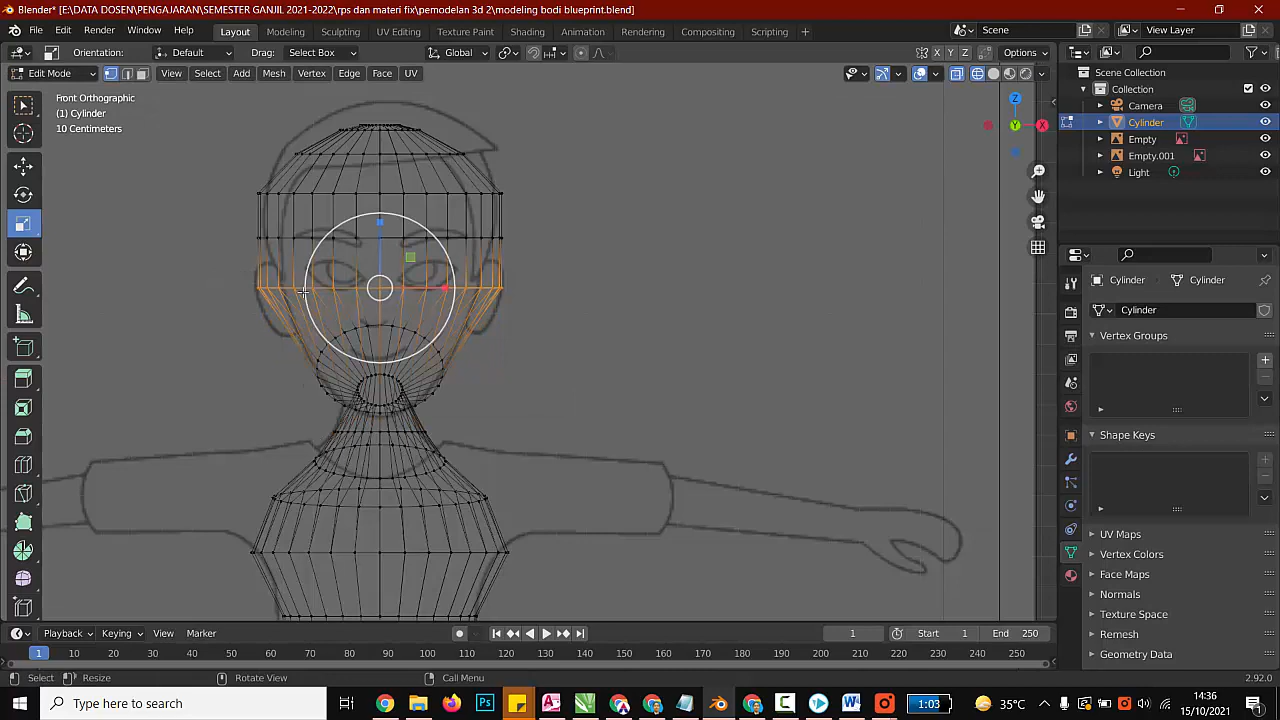 Blender* [E:\DATA DOSEN\PENGAJARAN\SEMESTER GANJIL 2021-2022\rps dan materi fix\pemodelan 3d 2\modeling bodi blueprint.blend]
File Edit Render Window Help Layout Modeling Sculpting UV Editing Texture Paint Shading Animation Rendering Compositing Scripting + Scene View Layer
Orientation: Default Drag: Select Box Global X Y Z Options
Edit Mode View Select Add Mesh Vertex Edge Face UV
Front Orthographic
(1) Cylinder
10 Centimeters
Z
Y
X
Scene Collection
Collection
Camera
Cylinder
Empty
Empty.001
Light
Cylinder Cylinder
Cylinder
Vertex Groups
Shape Keys
UV Maps
Vertex Colors
Face Maps
Normals
Texture Space
Remesh
Geometry Data
Playback Keying View Marker 1 Start 1 End 250
1 10 20 30 40 50 60 70 80 90 100 110 120 130 140 150 160 170 180 190 200 210 220 230 240 250
Select Resize Rotate View Call Menu 2.92.0
Type here to search 1:03 35°C 14:36
15/10/2021